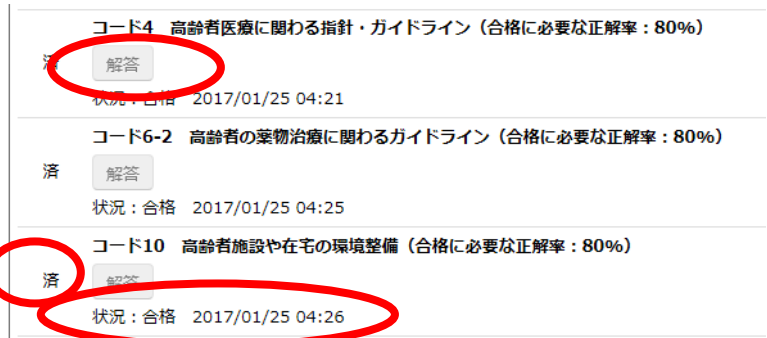 コード4　高齢者医療に関わる指針・ガイドライン（合格に必要な正解率：80%）
済　解答
状況：合格　2017/01/25 04:21
コード6-2　高齢者の薬物治療に関わるガイドライン（合格に必要な正解率：80%）
済　解答
状況：合格　2017/01/25 04:25
コード10　高齢者施設や在宅の環境整備（合格に必要な正解率：80%）
済　解答
状況：合格　2017/01/25 04:26